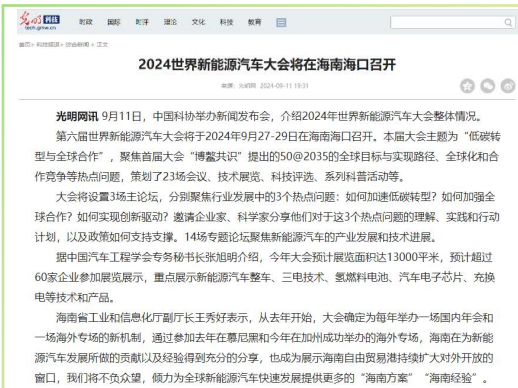 光明网 科技
tech.gmw.cn
时政 国际 时评 理论 文化 科技 教育
首页> 科技频道> 综合新闻 > 正文
2024世界新能源汽车大会将在海南海口召开
来源：光明网 2024-09-11 19:31
光明网讯 9月11日，中国科协举办新闻发布会，介绍2024年世界新能源汽车大会整体情况。
第六届世界新能源汽车大会将于2024年9月27-29日在海南海口召开。本届大会主题为“低碳转
型与全球合作”，聚焦首届大会“博鳌共识”提出的50@2035的全球目标与实现路径、全球化和合
作竞争等热点问题，策划了23场会议、技术展览、科技评选、系列科普活动等。
大会将设置3场主论坛，分别聚焦行业发展中的3个热点问题：如何加速低碳转型？如何加强全
球合作？如何实现创新驱动？邀请企业家、科学家分享他们对于这3个热点问题的理解、实践和行动
计划，以及政策如何支持支撑。14场专题论坛聚焦新能源汽车的产业发展和技术进展。
据中国汽车工程学会专务秘书长张旭明介绍，今年大会预计展览面积达13000平米，预计超过
60家企业参加展览展示，重点展示新能源汽车整车、三电技术、氢燃料电池、汽车电子芯片、充换
电等技术和产品。
海南省工业和信息化厅副厅长王秀好表示，从去年开始，大会确定为每年举办一场国内年会和
一场海外专场的新机制，通过参加去年在慕尼黑和今年在加州成功举办的海外专场，海南在为新
能源汽车发展所做的贡献以及经验得到充分的分享，也成为展示海南自由贸易港持续扩大对外开放的
窗口，我们将不负众望，倾力为全球新能源汽车快速发展提供更多的“海南方案”“海南经验”。